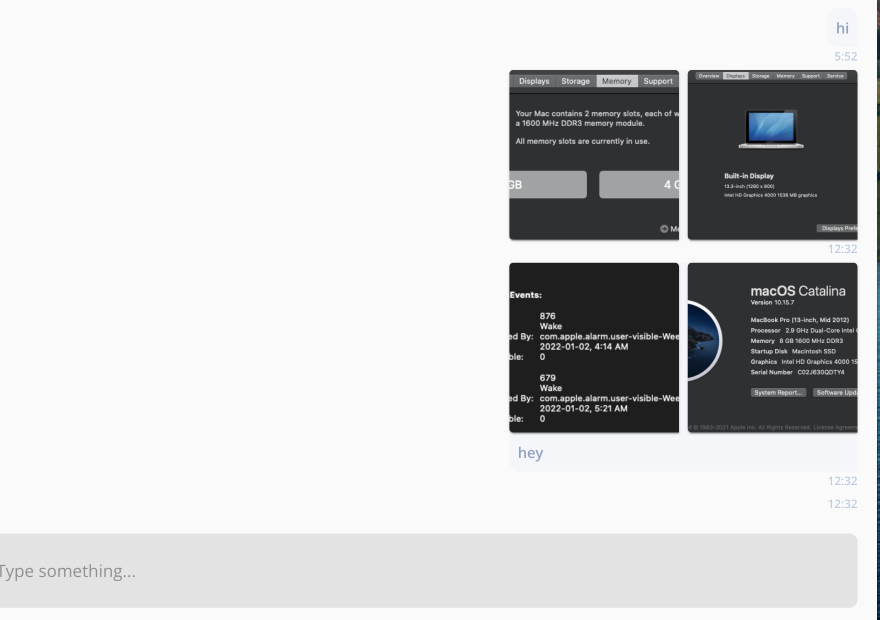 hi
5:52
Displays Storage Memory Support
Your Mac contains 2 memory slots, each of w
a 1600 MHz DDR3 memory module.
All memory slots are currently in use.
GB
4 G
Mo
Overview Displays Storage Memory Support Service
Built-in Display
13.3-inch (1280 x 800)
Intel HD Graphics 4000 1536 MB graphics
Displays Prefe
12:32
Events:
876
Wake
ed By: com.apple.alarm.user-visible-Wee
2022-01-02, 4:14 AM
ble: 0
679
Wake
ed By: com.apple.alarm.user-visible-Wee
2022-01-02, 5:21 AM
ble: 0
macOS Catalina
Version 10.15.7
MacBook Pro (13-inch, Mid 2012)
Processor 2.9 GHz Dual-Core Intel
Memory 8 GB 1600 MHz DDR3
Startup Disk Macintosh SSD
Graphics Intel HD Graphics 4000 15
Serial Number C02J630QDTY4
System Report... Software Upda
© 1983-2021 Apple Inc. All Rights Reserved. License Agreem
hey
12:32
12:32
Type something...